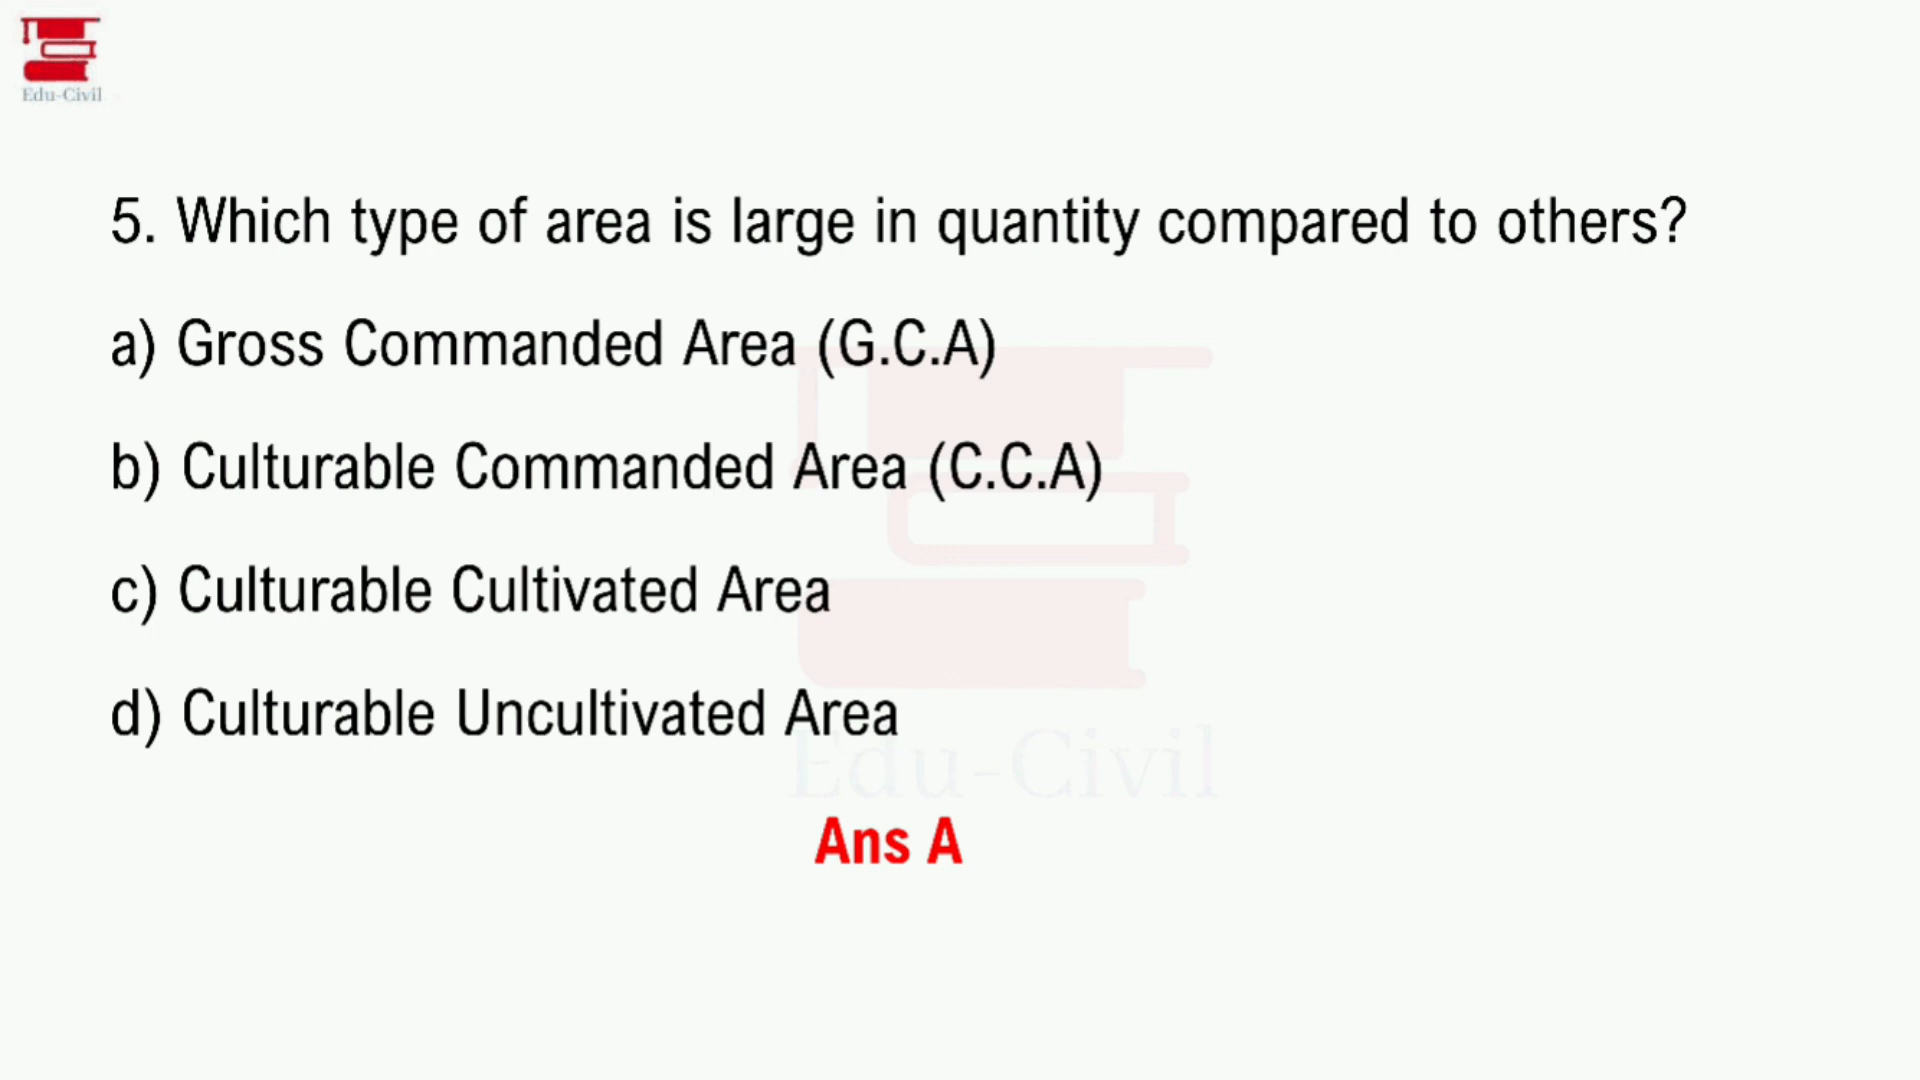 Edu-Civil
5. Which type of area is large in quantity compared to others?
a) Gross Commanded Area (G.C.A)
b) Culturable Commanded Area (C.C.A)
c) Culturable Cultivated Area
d) Culturable Uncultivated Area
Edu-Civil
Ans A